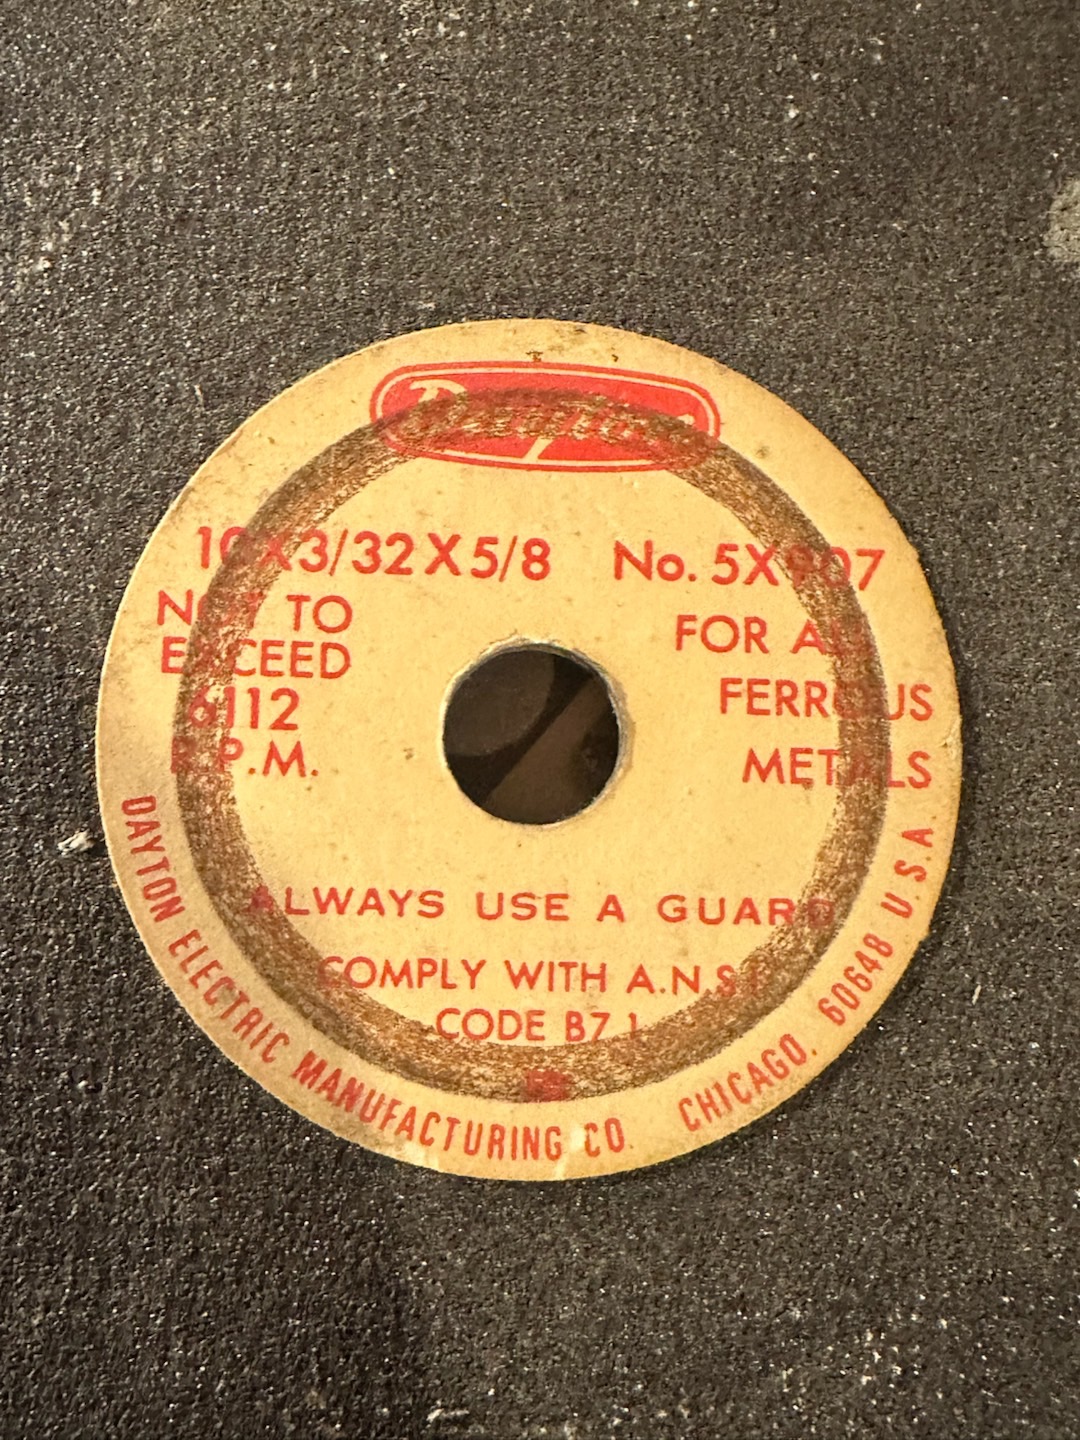 Dayton
10X3/32X5/8 No. 5X907
NOT TO
EXCEED
6112
R.P.M.
FOR ALL
FERROUS
METALS
ALWAYS USE A GUARD
COMPLY WITH A.N.S.I.
CODE B7.1
DAYTON ELECTRIC MANUFACTURING CO. CHICAGO. 60648 U.S.A.